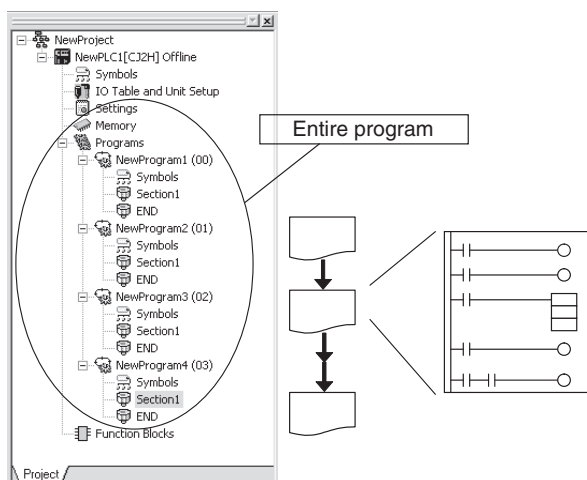 NewProject
NewPLC1[CJ2H] Offline
Symbols
IO Table and Unit Setup
Settings
Memory
Programs
NewProgram1 (00)
Symbols
Section1
END
NewProgram2 (01)
Symbols
Section1
END
NewProgram3 (02)
Symbols
Section1
END
NewProgram4 (03)
Symbols
Section1
END
Function Blocks
Project
Entire program